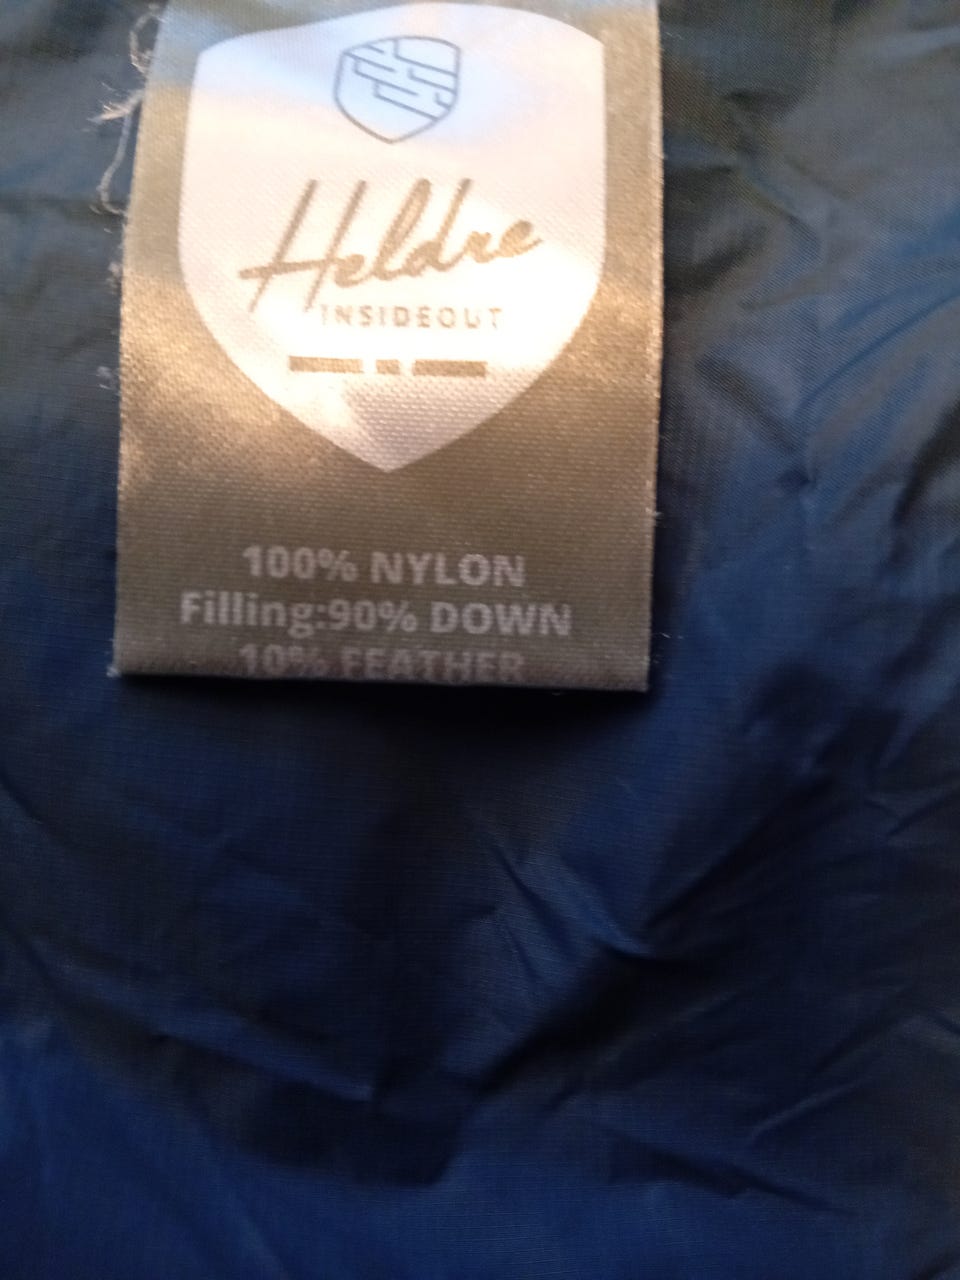 Heldre
INSIDEOUT
100% NYLON
Filling:90% DOWN
10% FEATHER